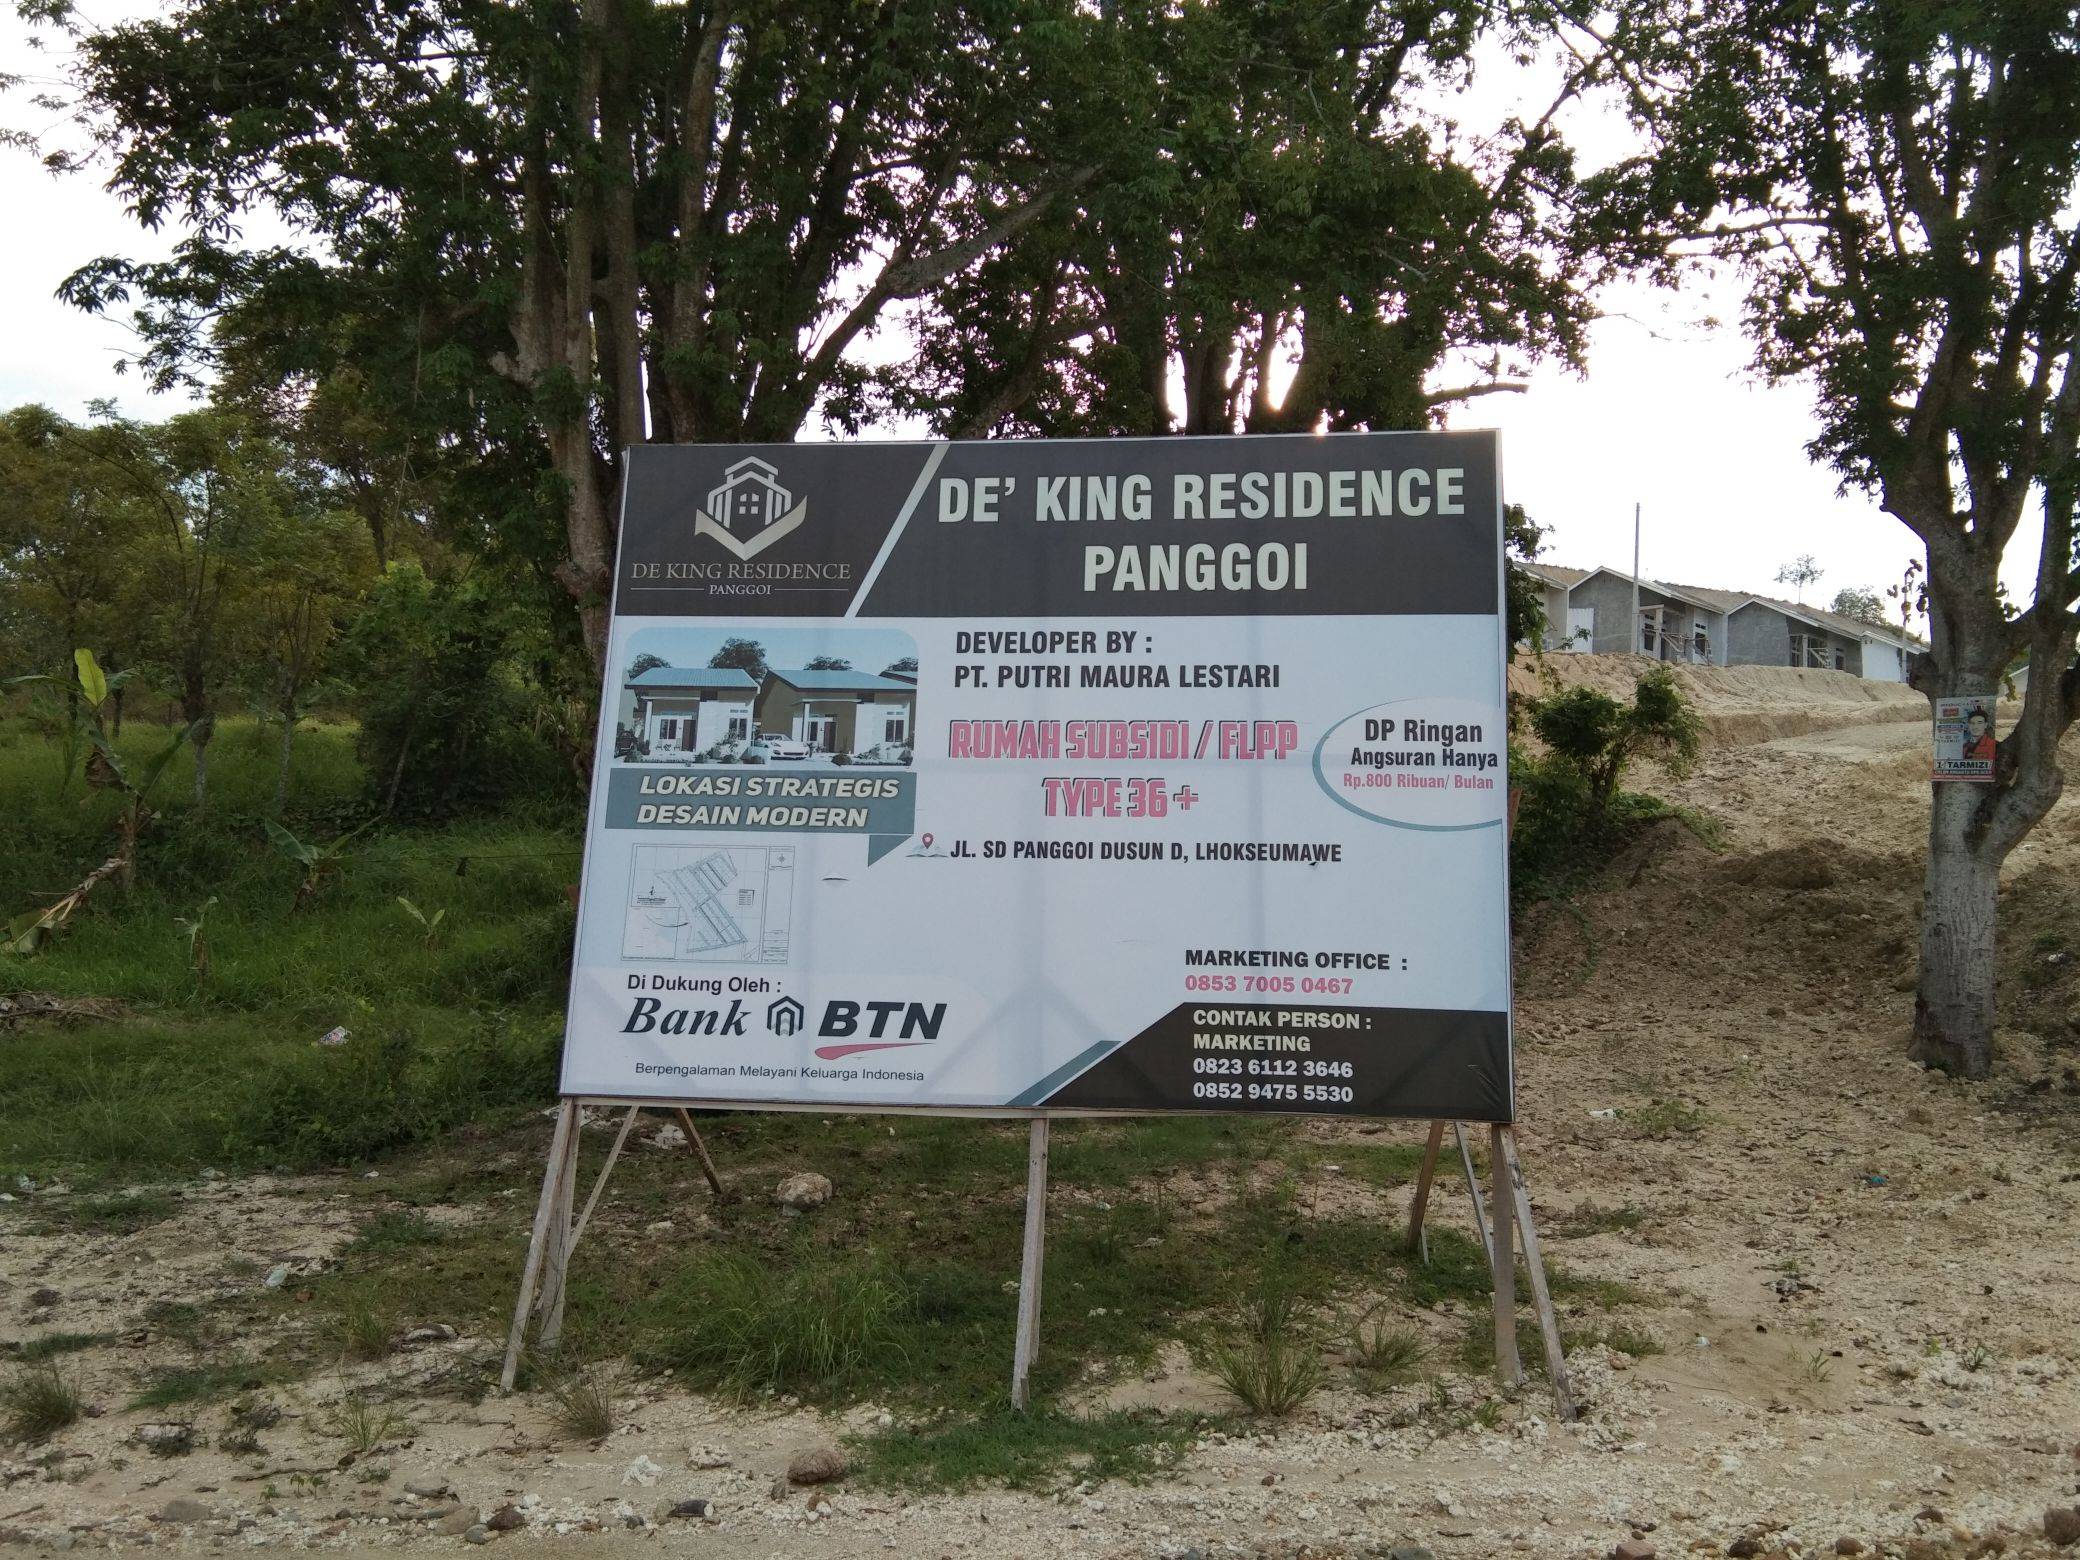 DE KING RESIDENCE
PANGGOI
DE' KING RESIDENCE
PANGGOI
DEVELOPER BY :
PT. PUTRI MAURA LESTARI
RUMAH SUBSIDI / FLPP
TYPE 36 +
DP Ringan
Angsuran Hanya
Rp.800 Ribuan/ Bulan
LOKASI STRATEGIS
DESAIN MODERN
JL. SD PANGGOI DUSUN D, LHOKSEUMAWE
Di Dukung Oleh :
Bank BTN
Berpengalaman Melayani Keluarga Indonesia
MARKETING OFFICE :
0853 7005 0467
CONTAK PERSON :
MARKETING
0823 6112 3646
0852 9475 5530
TARMIZI